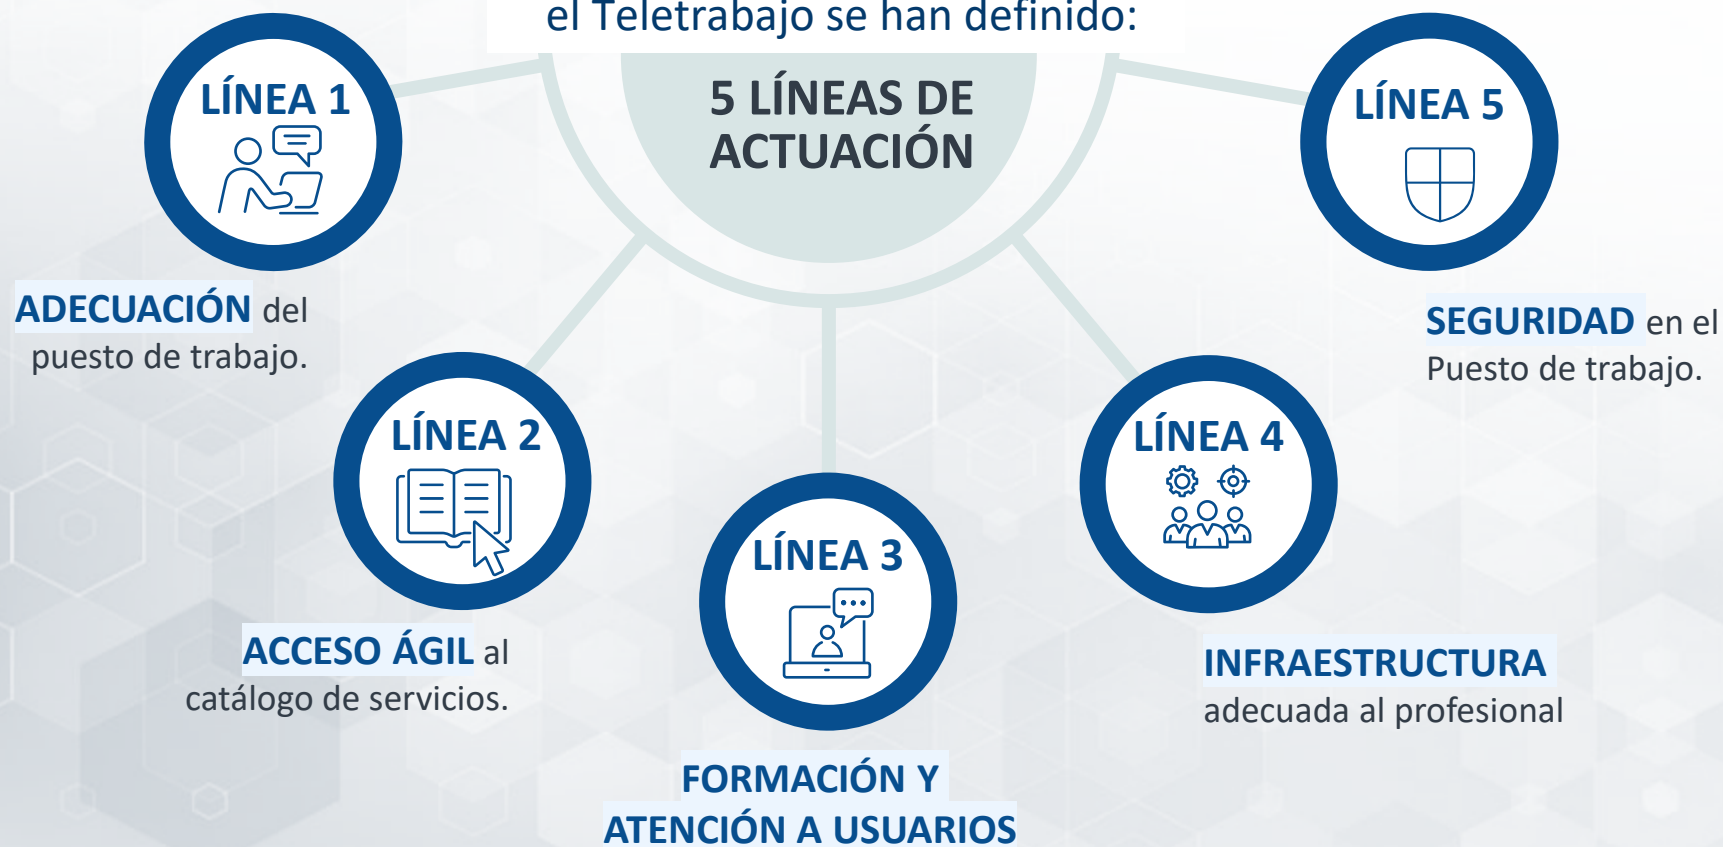 el Teletrabajo se han definido:
5 LÍNEAS DE
ACTUACIÓN
LÍNEA 1
ADECUACIÓN del
puesto de trabajo.
LÍNEA 2
ACCESO ÁGIL al
catálogo de servicios.
LÍNEA 3
FORMACIÓN Y
ATENCIÓN A USUARIOS
LÍNEA 4
INFRAESTRUCTURA
adecuada al profesional
LÍNEA 5
SEGURIDAD en el
Puesto de trabajo.